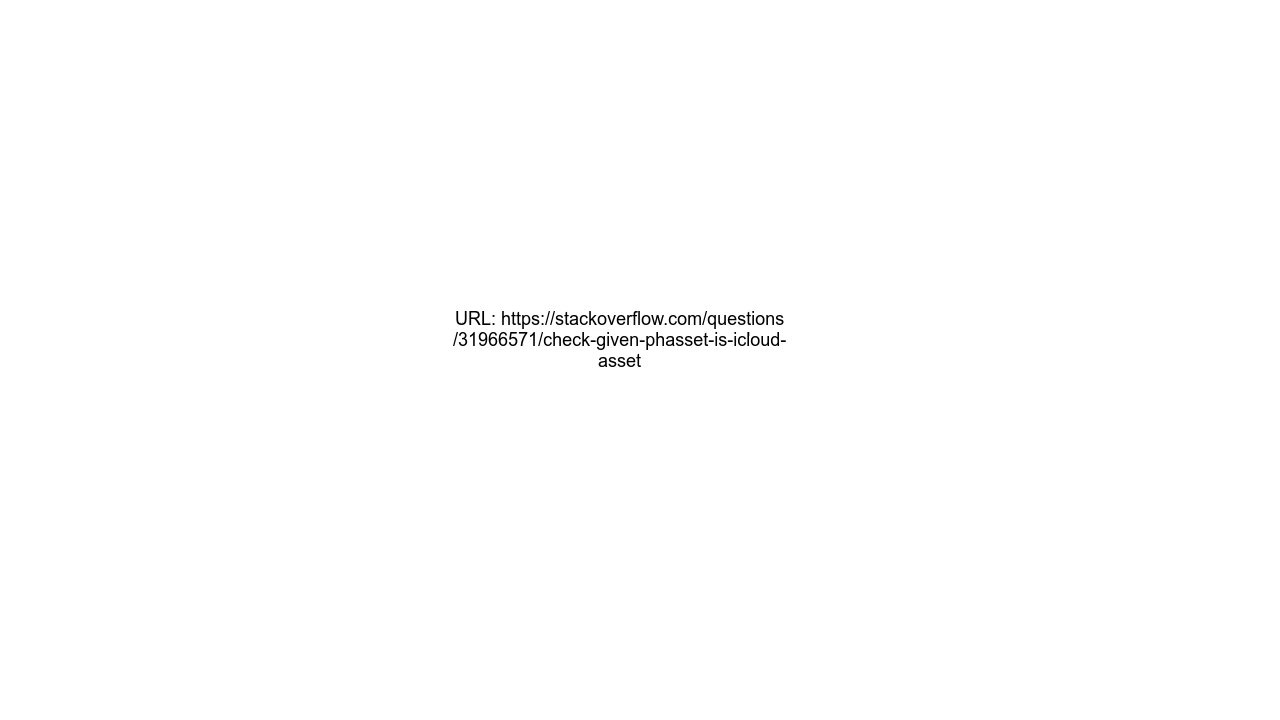 URL: https://stackoverflow.com/questions
/31966571/check-given-phasset-is-icloud-
asset